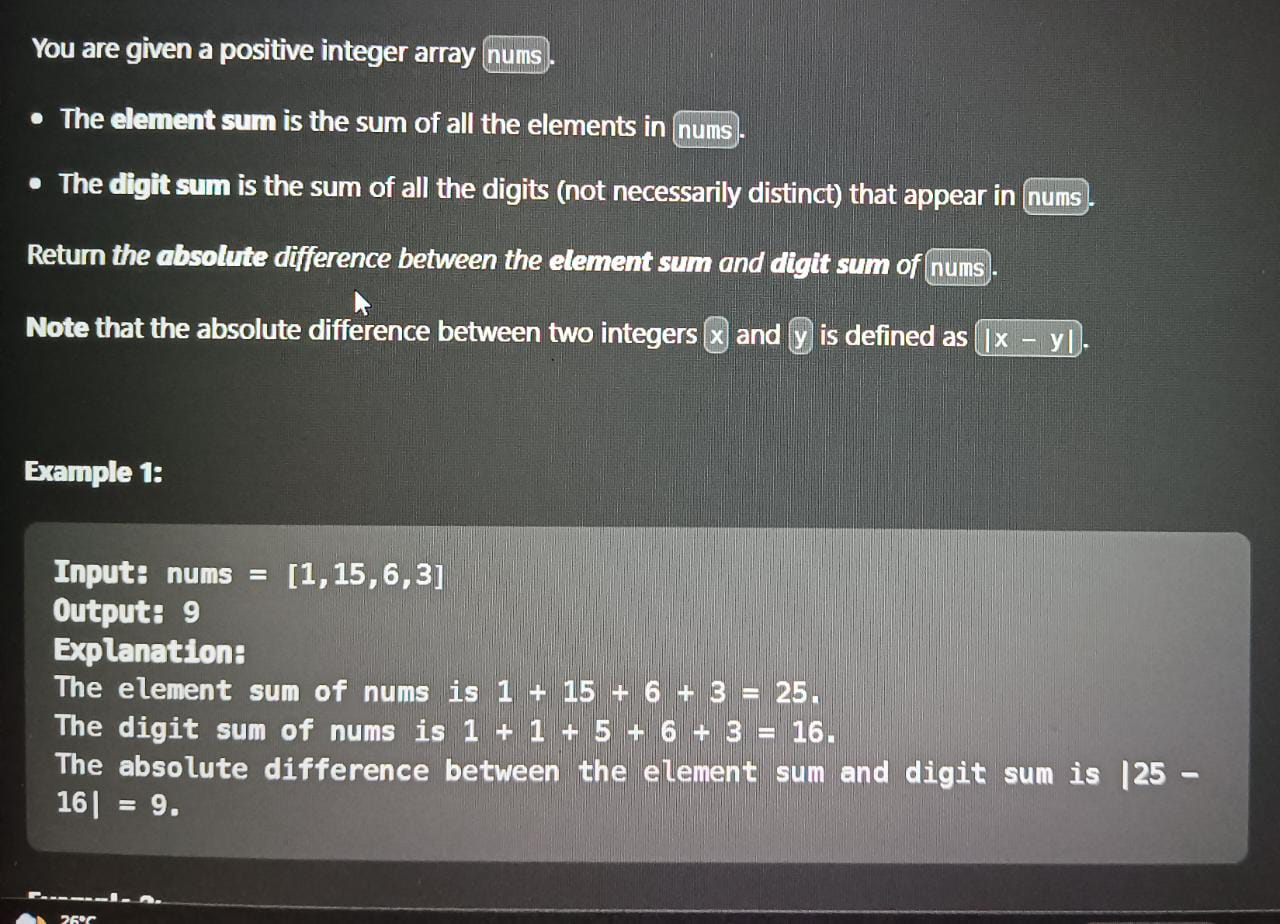 You are given a positive integer array nums.
• The element sum is the sum of all the elements in nums.
• The digit sum is the sum of all the digits (not necessarily distinct) that appear in nums.
Return the absolute difference between the element sum and digit sum of nums.
Note that the absolute difference between two integers x and y is defined as |x - y|.
Example 1:
Input: nums = [1,15,6,3]
Output: 9
Explanation:
The element sum of nums is 1 + 15 + 6 + 3 = 25.
The digit sum of nums is 1 + 1 + 5 + 6 + 3 = 16.
The absolute difference between the element sum and digit sum is |25 -
16| = 9.
26°C